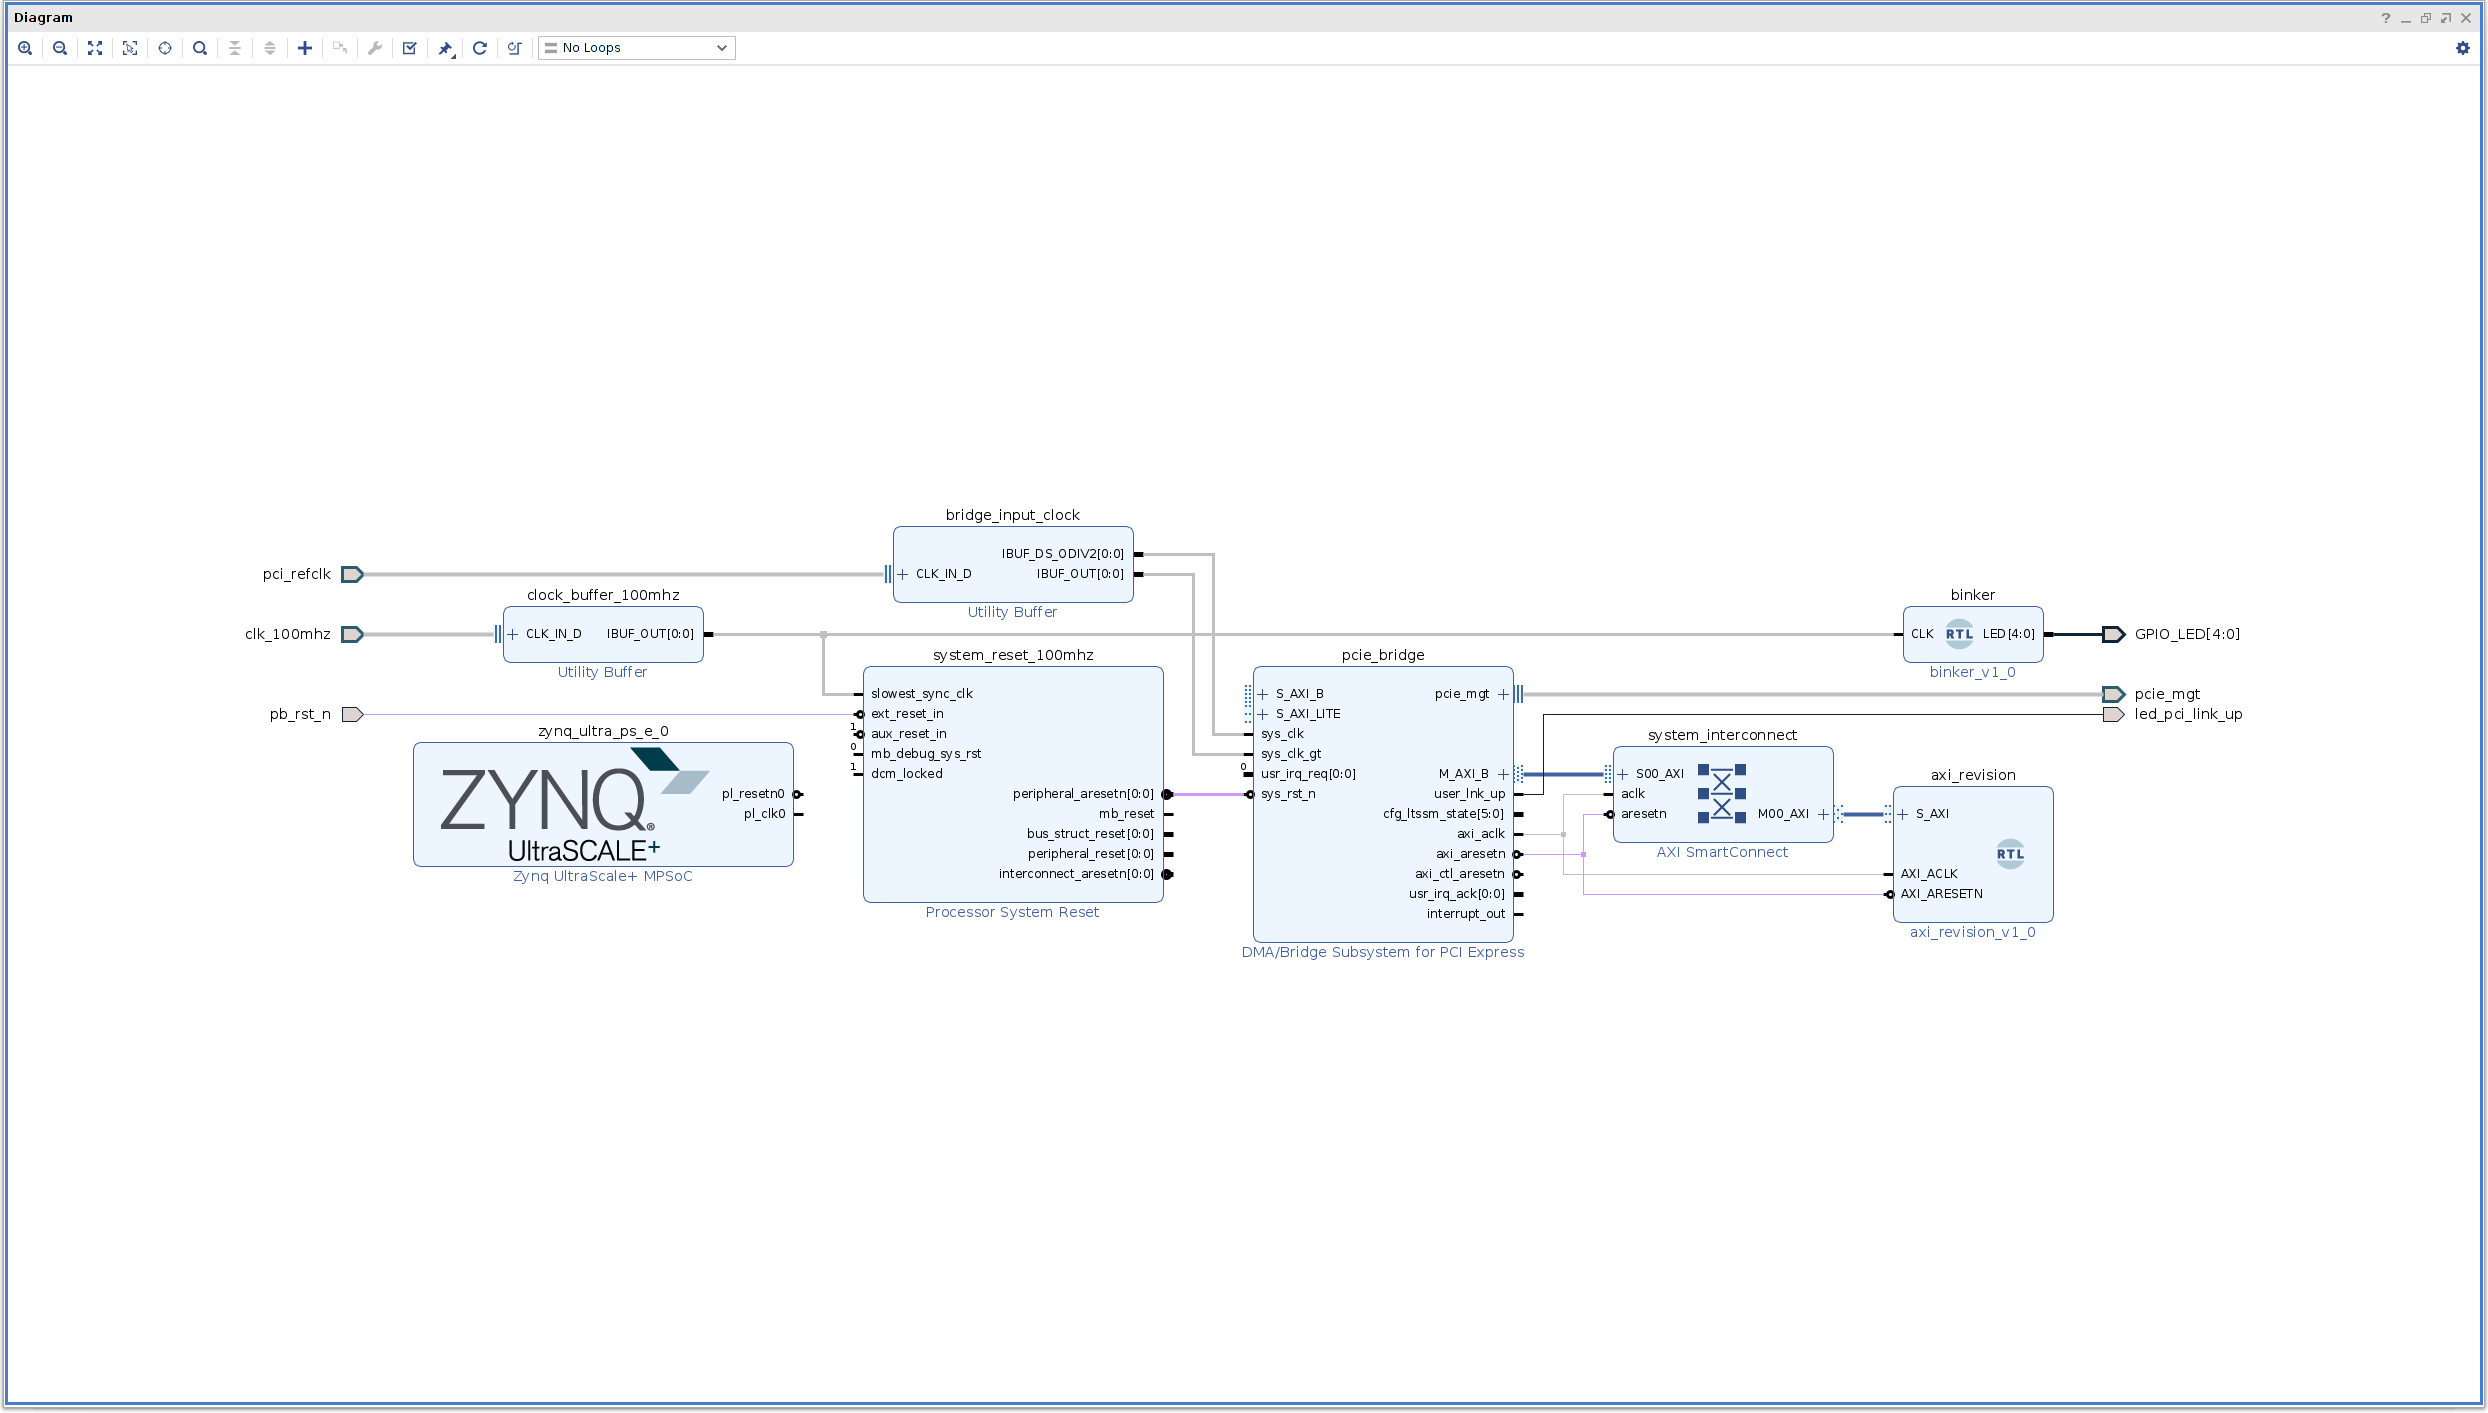 Diagram
No Loops
bridge_input_clock
IBUF_DS_ODIV2[0:0]
CLK_IN_D
IBUF_OUT[0:0]
Utility Buffer
pci_refclk
clock_buffer_100mhz
clk_100mhz
CLK_IN_D
IBUF_OUT[0:0]
Utility Buffer
pb_rst_n
zynq_ultra_ps_e_0
ZYNQ®
UltraSCALE+
pl_resetn0
pl_clk0
Zynq UltraScale+ MPSoC
system_reset_100mhz
slowest_sync_clk
ext_reset_in
1
aux_reset_in
0
mb_debug_sys_rst
1
dcm_locked
peripheral_aresetn[0:0]
mb_reset
bus_struct_reset[0:0]
peripheral_reset[0:0]
interconnect_aresetn[0:0]
Processor System Reset
pcie_bridge
S_AXI_B
S_AXI_LITE
sys_clk
sys_clk_gt
0
usr_irq_req[0:0]
sys_rst_n
pcie_mgt
M_AXI_B
user_lnk_up
cfg_ltssm_state[5:0]
axi_aclk
axi_aresetn
axi_ctl_aresetn
usr_irq_ack[0:0]
interrupt_out
DMA/Bridge Subsystem for PCI Express
system_interconnect
S00_AXI
aclk
aresetn
M00_AXI
AXI SmartConnect
binker
CLK
RTL
LED[4:0]
binker_v1_0
GPIO_LED[4:0]
pcie_mgt
led_pci_link_up
axi_revision
S_AXI
RTL
AXI_ACLK
AXI_ARESETN
axi_revision_v1_0